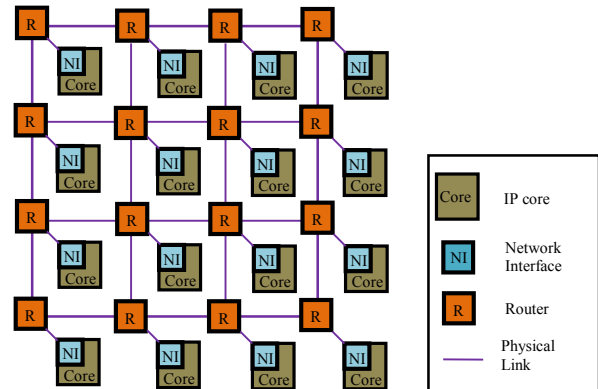 R R R R
NI NI NI NI
Core Core Core Core
R R R R
NI NI NI NI
Core Core Core Core
R R R R
NI NI NI NI
Core Core Core Core
R R R R
NI NI NI NI
Core Core Core Core
Core IP core
NI Network
Interface
R Router
Physical
Link